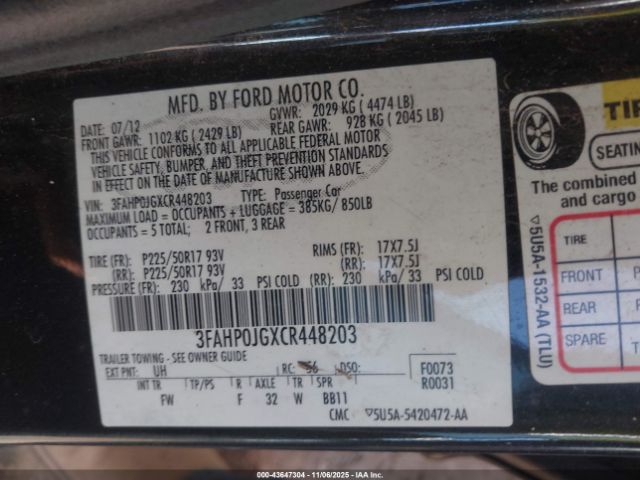 MFD. BY FORD MOTOR CO.
DATE: 07/12 GVWR: 2029 KG ( 4474 LB)
FRONT GAWR: 1102 KG ( 2429 LB) REAR GAWR: 928 KG ( 2045 LB)
THIS VEHICLE CONFORMS TO ALL APPLICABLE FEDERAL MOTOR
VEHICLE SAFETY, BUMPER, AND THEFT PREVENTION STANDARDS
IN EFFECT ON THE DATE OF MANUFACTURE SHOWN ABOVE.
VIN: 3FAHP0JGXCR448203 TYPE: Passenger Car
MAXIMUM LOAD = OCCUPANTS + LUGGAGE = 385KG/ 850LB
OCCUPANTS = 5 TOTAL; 2 FRONT, 3 REAR
TIRE (FR): P225/50R17 93V RIMS (FR): 17X7.5J
(RR): P225/50R17 93V (RR): 17X7.5J
PRESSURE (FR): 230 kPa/ 33 PSI COLD (RR): 230 kPa/ 33 PSI COLD
3FAHP0JGXCR448203
TRAILER TOWING - SEE OWNER GUIDE
EXT PNT: UH RC: 56 DSO: F0073
R0031
INT TR TP/PS R AXLE TR SPR
FW F 32 W BB11
CMC ▽5U5A-5420472-AA
TIR
SEATIN
The combined
and cargo
TIRE
FRONT P
REAR P
SPARE T
▽5U5A-1532-AA (TLU)
© IAA 00-43647304 | 11/06/2025 - IAAI.COM